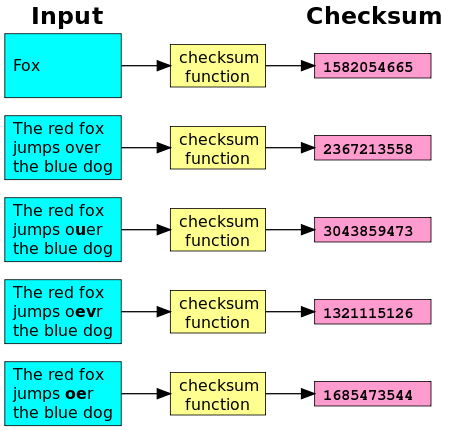 Input Checksum
Fox
checksum
function
1582054665
The red fox
jumps over
the blue dog
checksum
function
2367213558
The red fox
jumps ouer
the blue dog
checksum
function
3043859473
The red fox
jumps oevr
the blue dog
checksum
function
1321115126
The red fox
jumps oer
the blue dog
checksum
function
1685473544